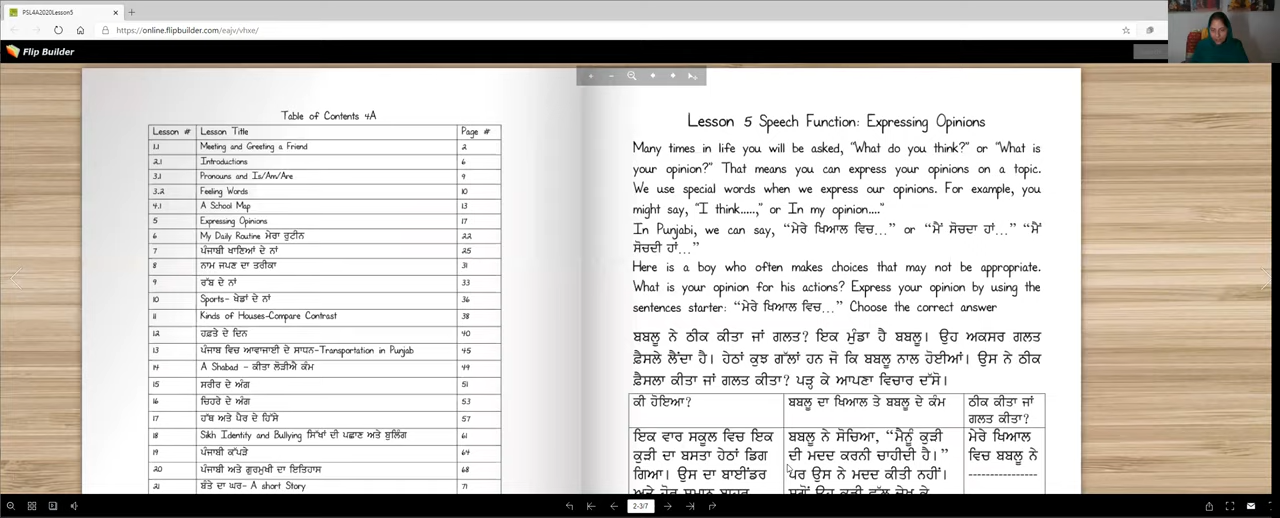 PSL4A2020Lesson5
https://online.flipbuilder.com/eajv/vhxe/
Flip Builder
Table of Contents 4A
Lesson # Lesson Title Page #
1.1 Meeting and Greeting a Friend 2
2.1 Introductions 6
3.1 Pronouns and Is/Am/Are 9
3.2 Feeling Words 10
4.1 A School Map 13
5 Expressing Opinions 17
6 My Daily Routine ਮੇਰਾ ਰੁਟੀਨ 22
7 ਪੰਜਾਬੀ ਖਾਣਿਆਂ ਦੇ ਨਾਂ 25
8 ਨਾਮ ਜਪਣ ਦਾ ਤਰੀਕਾ 31
9 ਰੱਬ ਦੇ ਨਾਂ 33
10 Sports- ਖੇਡਾਂ ਦੇ ਨਾਂ 36
11 Kinds of Houses-Compare Contrast 38
12 ਹਫ਼ਤੇ ਦੇ ਦਿਨ 40
13 ਪੰਜਾਬ ਵਿਚ ਆਵਾਜਾਈ ਦੇ ਸਾਧਨ-Transportation in Punjab 45
14 A Shabad - ਕੀਤਾ ਲੋੜੀਐ ਕੰਮ 49
15 ਸਰੀਰ ਦੇ ਅੰਗ 51
16 ਚਿਹਰੇ ਦੇ ਅੰਗ 53
17 ਹੱਥ ਅਤੇ ਪੈਰ ਦੇ ਹਿੱਸੇ 57
18 Sikh Identity and Bullying ਸਿੱਖਾਂ ਦੀ ਪਛਾਣ ਅਤੇ ਬੁਲਿੰਗ 61
19 ਪੰਜਾਬੀ ਕੱਪੜੇ 64
20 ਪੰਜਾਬੀ ਅਤੇ ਗੁਰਮੁਖੀ ਦਾ ਇਤਿਹਾਸ 68
21 ਬੰਤੇ ਦਾ ਘਰ- A short Story 71
Lesson 5 Speech Function: Expressing Opinions
Many times in life you will be asked, "What do you think?" or "What is
your opinion?" That means you can express your opinions on a topic.
We use special words when we express our opinions. For example, you
might say, "I think.....," or In my opinion...."
In Punjabi, we can say, "ਮੇਰੇ ਖਿਆਲ ਵਿਚ..." or "ਮੈਂ ਸੋਚਦਾ ਹਾਂ..." "ਮੈਂ
ਸੋਚਦੀ ਹਾਂ..."
Here is a boy who often makes choices that may not be appropriate.
What is your opinion for his actions? Express your opinion by using the
sentences starter: "ਮੇਰੇ ਖਿਆਲ ਵਿਚ..." Choose the correct answer
ਬਬਲੂ ਨੇ ਠੀਕ ਕੀਤਾ ਜਾਂ ਗਲਤ? ਇਕ ਮੁੰਡਾ ਹੈ ਬਬਲੂ। ਉਹ ਅਕਸਰ ਗਲਤ
ਫ਼ੈਸਲੇ ਲੈਂਦਾ ਹੈ। ਹੇਠਾਂ ਕੁਝ ਗੱਲਾਂ ਹਨ ਜੋ ਕਿ ਬਬਲੂ ਨਾਲ ਹੋਈਆਂ। ਉਸ ਨੇ ਠੀਕ
ਫ਼ੈਸਲਾ ਕੀਤਾ ਜਾਂ ਗਲਤ ਕੀਤਾ? ਪੜ੍ਹ ਕੇ ਆਪਣਾ ਵਿਚਾਰ ਦੱਸੋ।
ਕੀ ਹੋਇਆ? ਬਬਲੂ ਦਾ ਖਿਆਲ ਤੇ ਬਬਲੂ ਦੇ ਕੰਮ ਠੀਕ ਕੀਤਾ ਜਾਂ
ਗਲਤ ਕੀਤਾ?
ਇਕ ਵਾਰ ਸਕੂਲ ਵਿਚ ਇਕ ਬਬਲੂ ਨੇ ਸੋਚਿਆ, "ਮੈਨੂੰ ਕੁੜੀ ਮੇਰੇ ਖਿਆਲ
ਕੁੜੀ ਦਾ ਬਸਤਾ ਹੇਠਾਂ ਡਿਗ ਦੀ ਮਦਦ ਕਰਨੀ ਚਾਹੀਦੀ ਹੈ।" ਵਿਚ ਬਬਲੂ ਨੇ
ਗਿਆ। ਉਸ ਦਾ ਬਾਈਂਡਰ ਪਰ ਉਸ ਨੇ ਮਦਦ ਕੀਤੀ ਨਹੀਂ। ----------------
ਅਤੇ ਹੋਰ ਸਮਾਨ ਬਾਹਰ ਸਗੋਂ ਉਹ ਕੁੜੀ ਵੱਲ ਦੇਖ ਕੇ
2-3/7